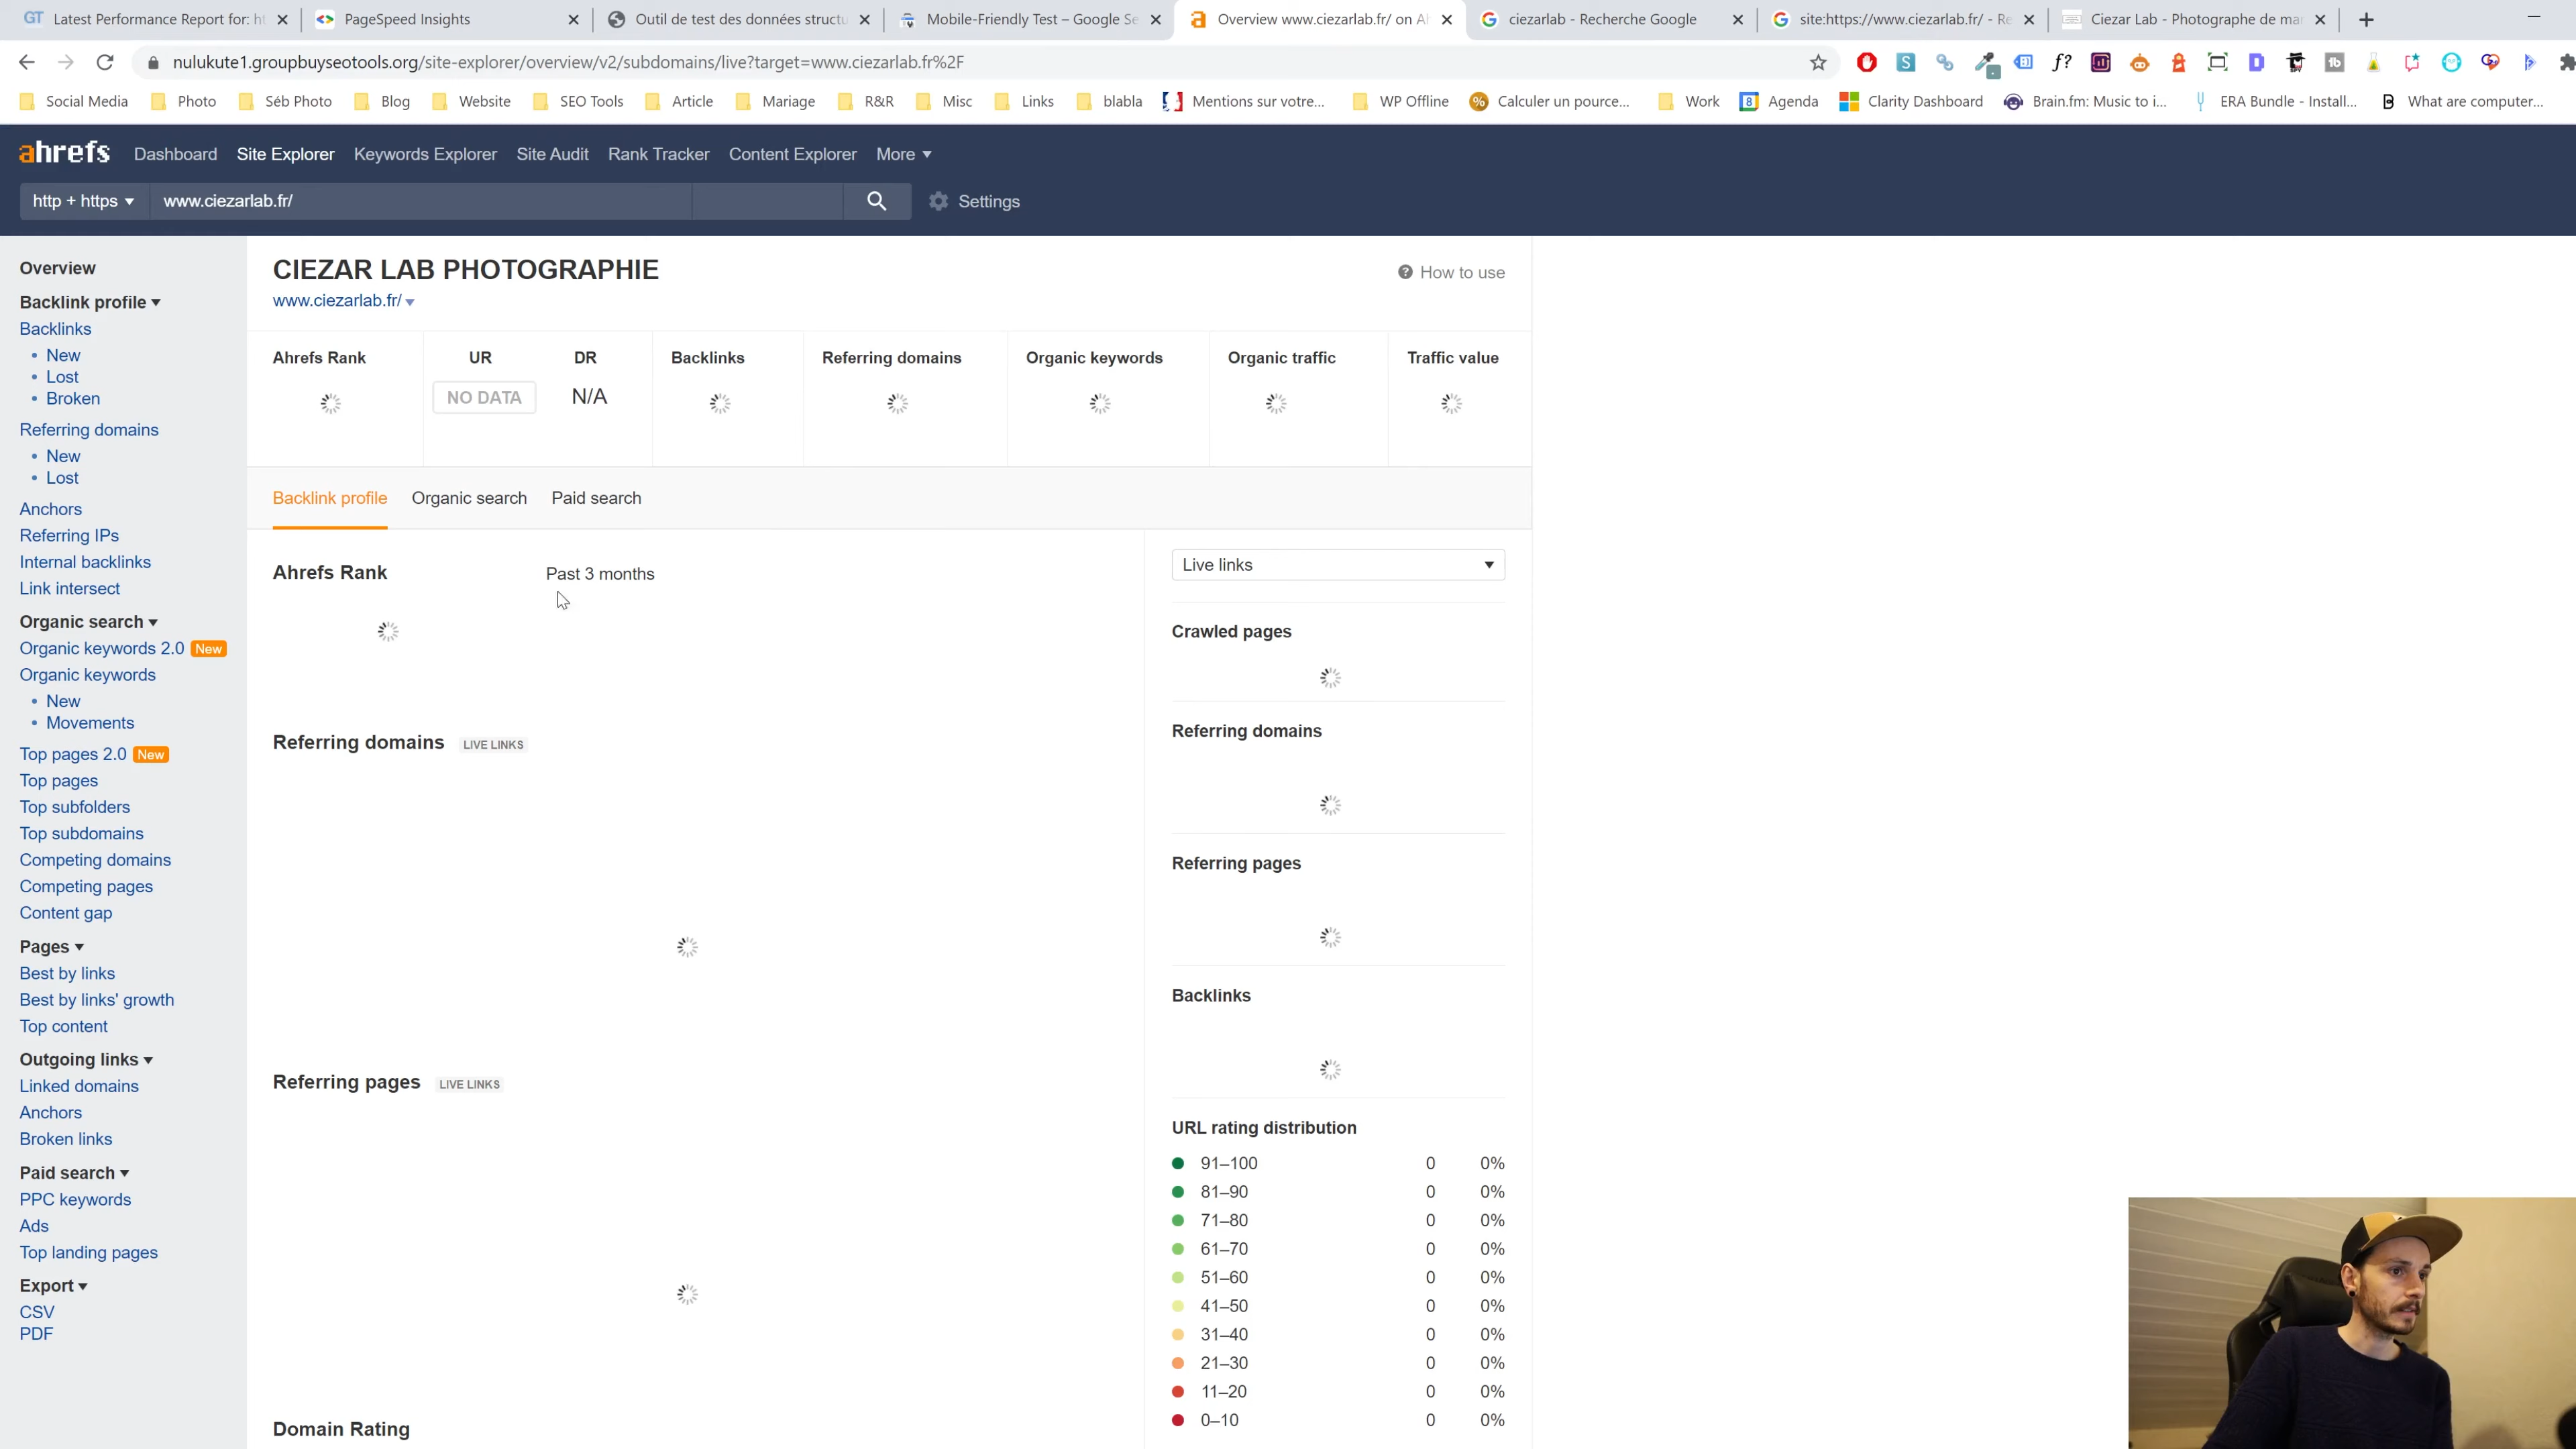 GT Latest Performance Report for: ht
PageSpeed Insights
Outil de test des données structu
Mobile-Friendly Test – Google Se
Overview www.ciezarlab.fr/ on Al
ciezarlab - Recherche Google
site:https://www.ciezarlab.fr/ - Re
Ciezar Lab - Photographe de mar
nulukute1.groupbuyseotools.org/site-explorer/overview/v2/subdomains/live?target=www.ciezarlab.fr%2F
Social Media Photo Séb Photo Blog Website SEO Tools Article Mariage R&R Misc Links blabla Mentions sur votre... WP Offline Calculer un pource... Work Agenda Clarity Dashboard Brain.fm: Music to i... ERA Bundle - Install... What are computer...
ahrefs Dashboard Site Explorer Keywords Explorer Site Audit Rank Tracker Content Explorer More
http + https www.ciezarlab.fr/ Settings
Overview
Backlink profile
Backlinks
New
Lost
Broken
Referring domains
New
Lost
Anchors
Referring IPs
Internal backlinks
Link intersect
Organic search
Organic keywords 2.0 New
Organic keywords
New
Movements
Top pages 2.0 New
Top pages
Top subfolders
Top subdomains
Competing domains
Competing pages
Content gap
Pages
Best by links
Best by links' growth
Top content
Outgoing links
Linked domains
Anchors
Broken links
Paid search
PPC keywords
Ads
Top landing pages
Export
CSV
PDF
CIEZAR LAB PHOTOGRAPHIE
How to use
www.ciezarlab.fr/
Ahrefs Rank UR DR Backlinks Referring domains Organic keywords Organic traffic Traffic value
NO DATA N/A
Backlink profile Organic search Paid search
Ahrefs Rank Past 3 months
Referring domains LIVE LINKS
Referring pages LIVE LINKS
Domain Rating
Live links
Crawled pages
Referring domains
Referring pages
Backlinks
URL rating distribution
91–100 0 0%
81–90 0 0%
71–80 0 0%
61–70 0 0%
51–60 0 0%
41–50 0 0%
31–40 0 0%
21–30 0 0%
11–20 0 0%
0–10 0 0%